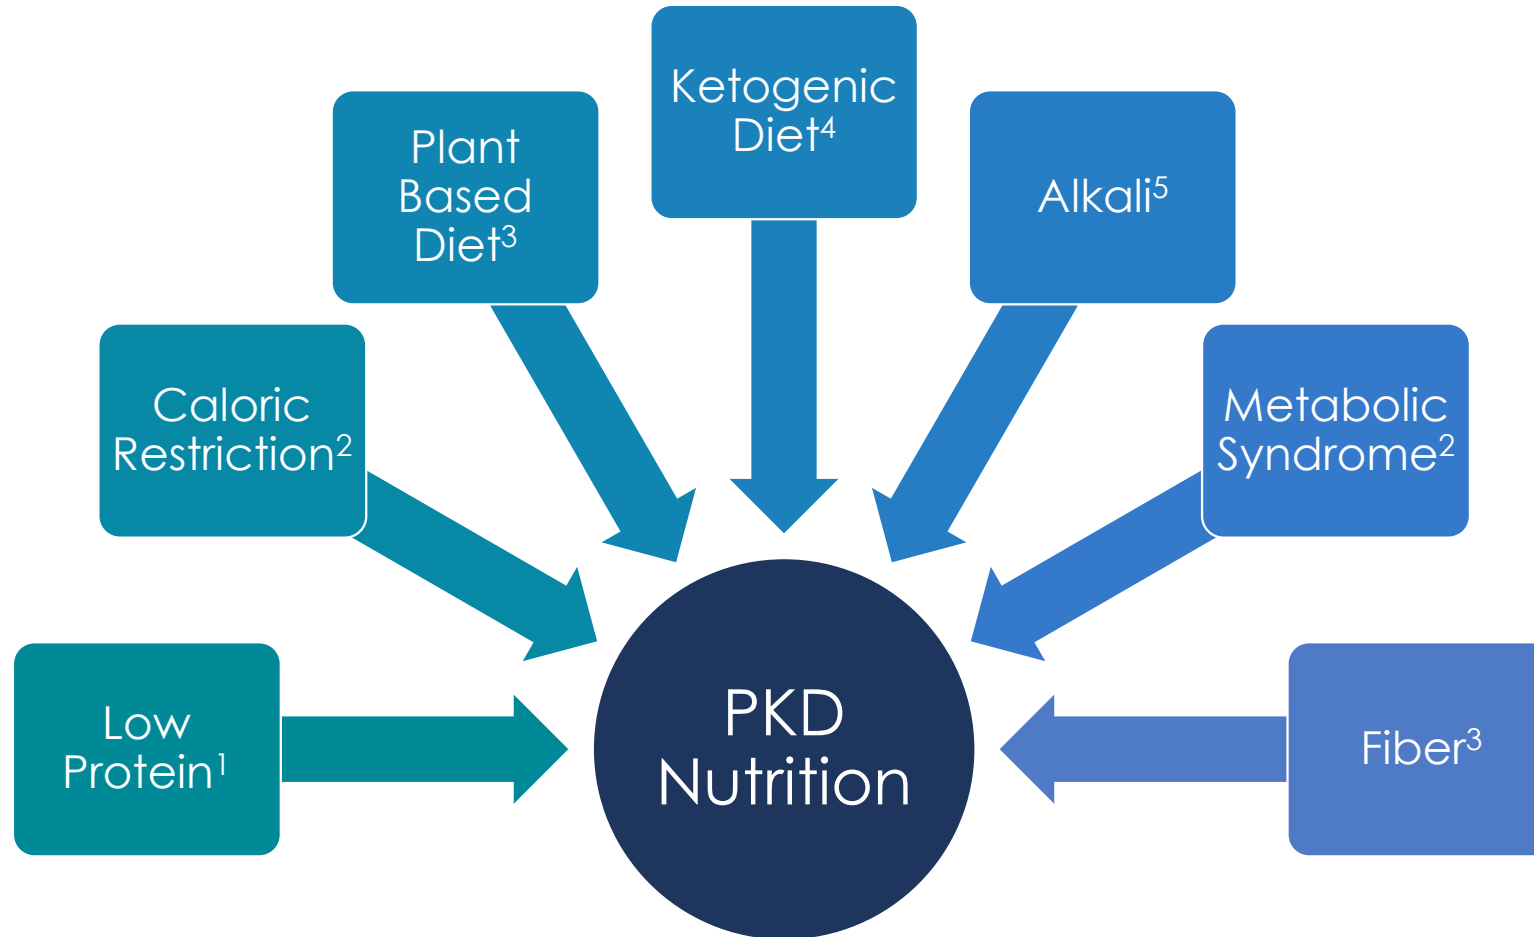 Ketogenic
Diet⁴
Plant
Based
Diet³
Alkali⁵
Caloric
Restriction²
Metabolic
Syndrome²
Low
Protein¹
PKD
Nutrition
Fiber³